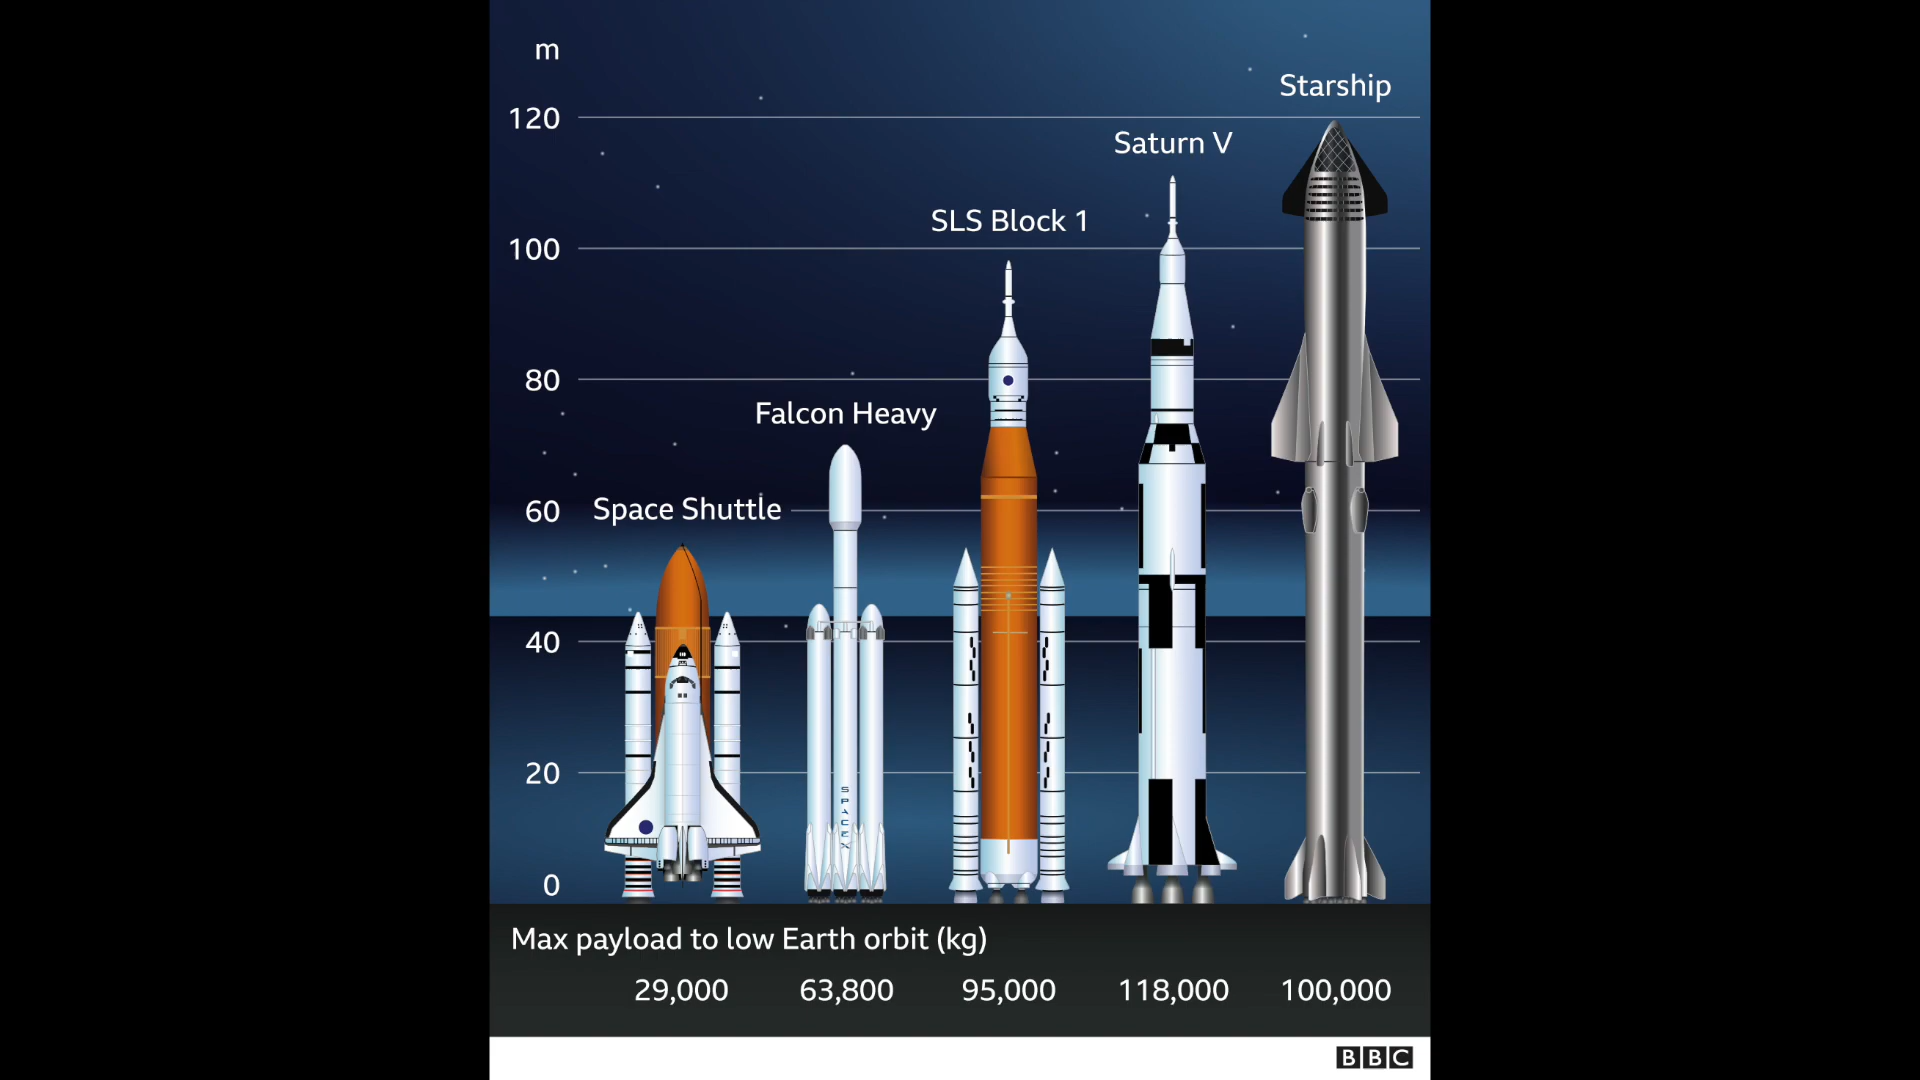 m
Starship
120
Saturn V
SLS Block 1
100
80
Falcon Heavy
60
Space Shuttle
40
20
SPACEX
0
Max payload to low Earth orbit (kg)
29,000 63,800 95,000 118,000 100,000
BBC